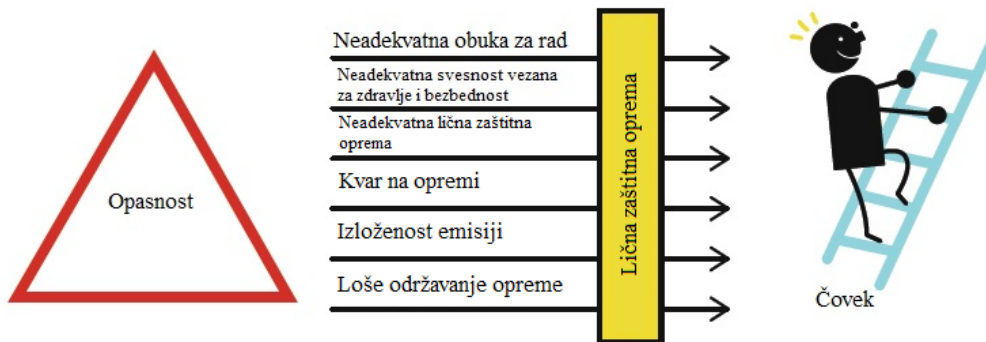 Opasnost
Neadekvatna obuka za rad
Neadekvatna svesnost vezana
za zdravlje i bezbednost
Neadekvatna lična zaštitna
oprema
Kvar na opremi
Izloženost emisiji
Loše održavanje opreme
Lična zaštitna oprema
Čovek